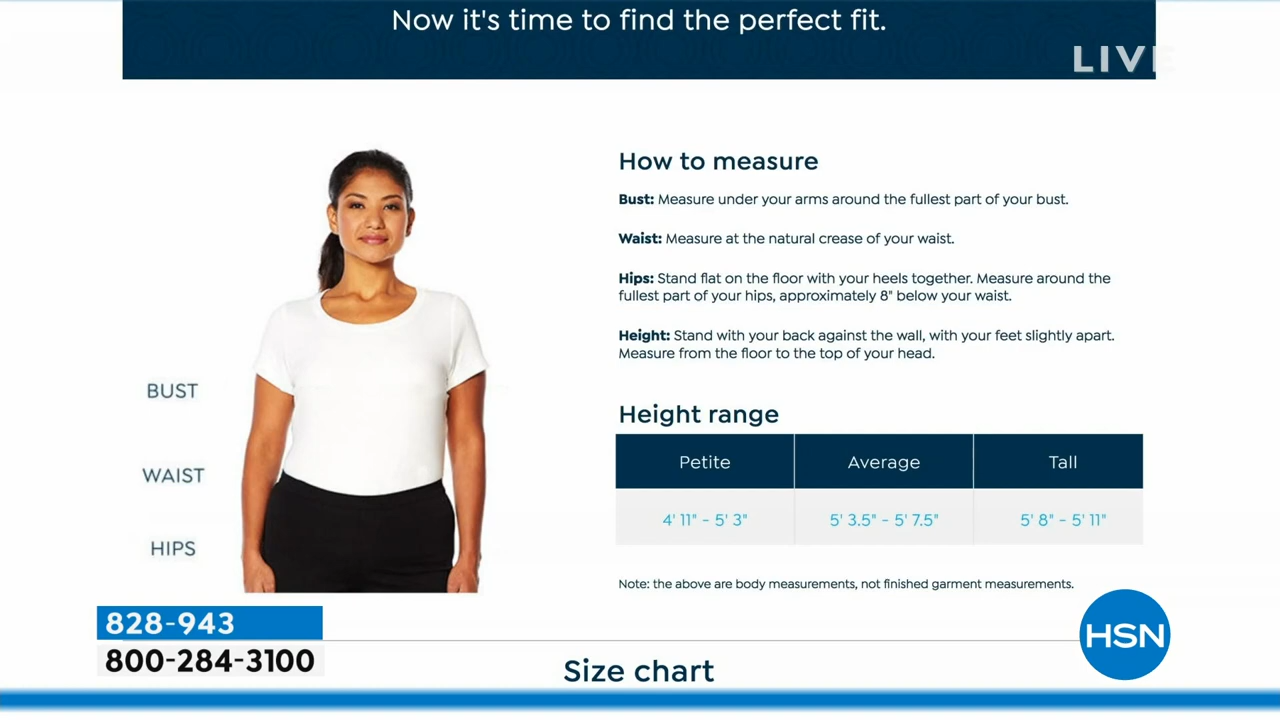 Now it's time to find the perfect fit.
LIVE
How to measure
Bust: Measure under your arms around the fullest part of your bust.
Waist: Measure at the natural crease of your waist.
Hips: Stand flat on the floor with your heels together. Measure around the
fullest part of your hips, approximately 8" below your waist.
Height: Stand with your back against the wall, with your feet slightly apart.
Measure from the floor to the top of your head.
BUST
WAIST
HIPS
Height range
Petite Average Tall
4' 11" - 5' 3" 5' 3.5" - 5' 7.5" 5' 8" - 5' 11"
Note: the above are body measurements, not finished garment measurements.
828-943
800-284-3100
HSN
Size chart